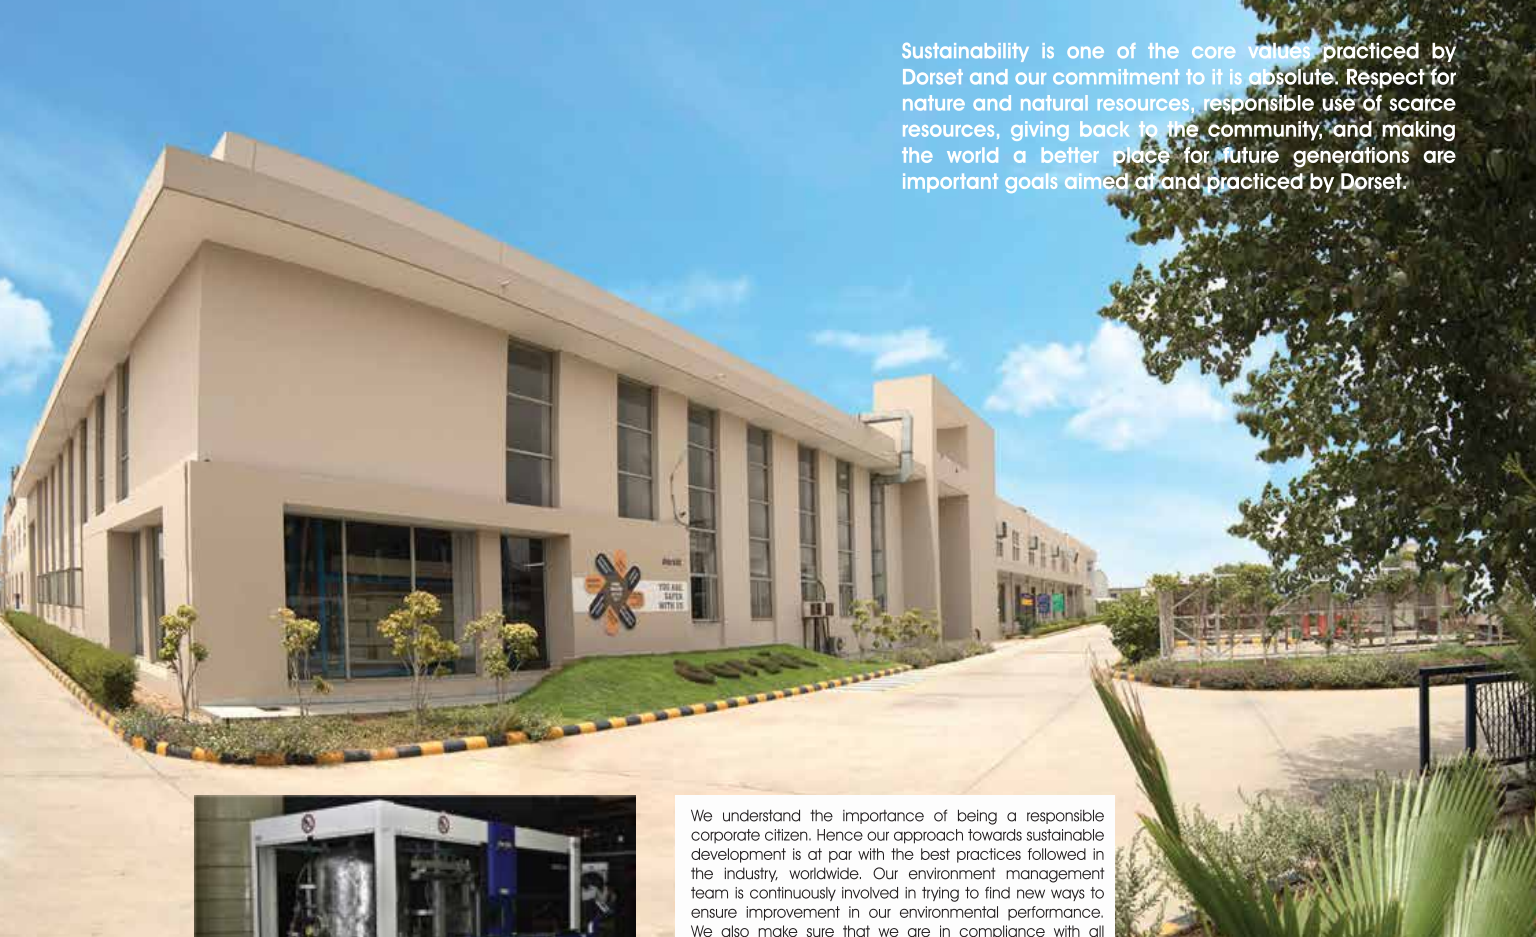 Sustainability is one of the core values practiced by
Dorset and our commitment to it is absolute. Respect for
nature and natural resources, responsible use of scarce
resources, giving back to the community, and making
the world a better place for future generations are
important goals aimed at and practiced by Dorset.
YOU ARE
SAFER
WITH US
We understand the importance of being a responsible
corporate citizen. Hence our approach towards sustainable
development is at par with the best practices followed in
the industry, worldwide. Our environment management
team is continuously involved in trying to find new ways to
ensure improvement in our environmental performance.
We also make sure that we are in compliance with all